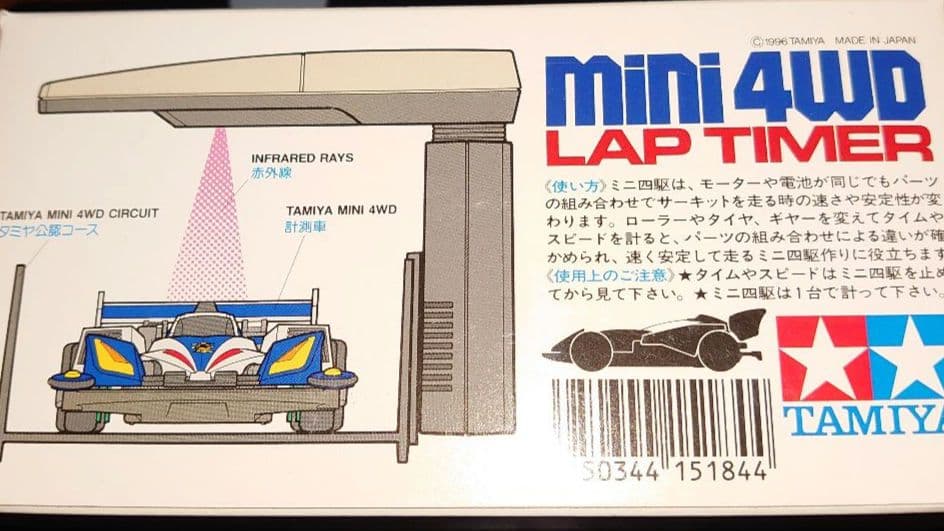 ©1996 TAMIYA MADE IN JAPAN
mini 4WD
LAP TIMER
INFRARED RAYS
赤外線
TAMIYA MINI 4WD CIRCUIT
タミヤ公認コース
TAMIYA MINI 4WD
計測車
《使い方》ミニ四駆は、モーターや電池が同じでもパーツ
の組み合わせでサーキットを走る時の速さや安定性が変
わります。ローラーやタイヤ、ギヤーを変えてタイムや
スピードを計ると、パーツの組み合わせによる違いが確
かめられ、速く安定して走るミニ四駆作りに役立ちます
《使用上のご注意》★タイムやスピードはミニ四駆を止め
てから見て下さい。★ミニ四駆は1台で計って下さい
50344 151844
TAMIYA